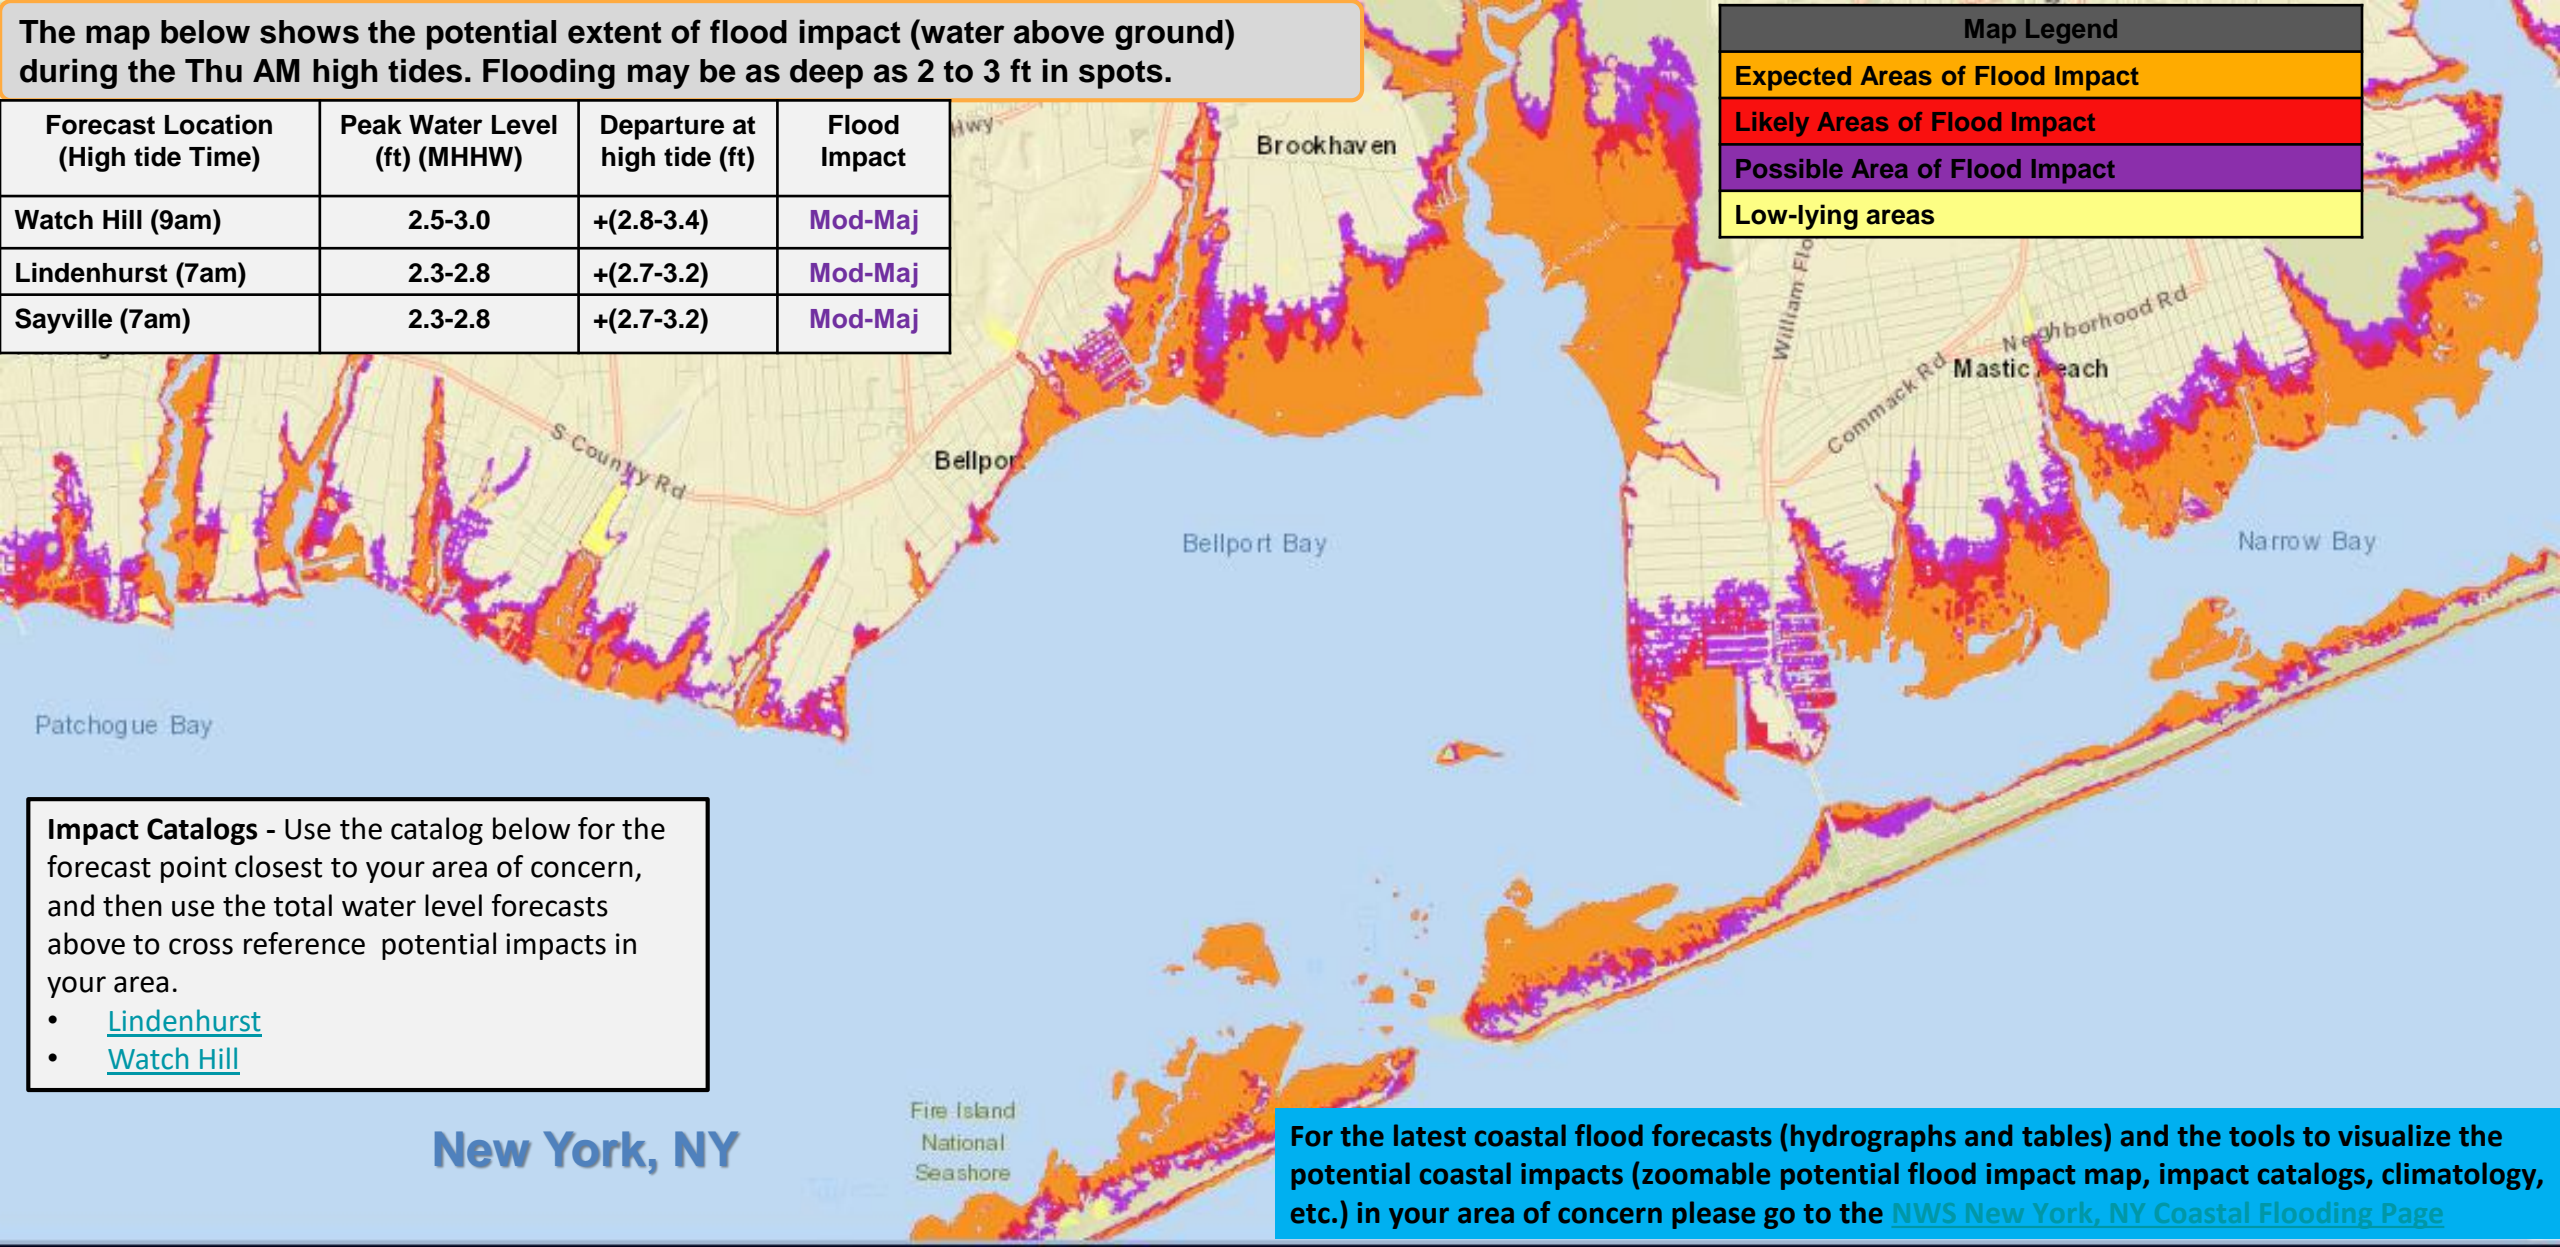 The map below shows the potential extent of flood impact (water above ground)
during the Thu AM high tides. Flooding may be as deep as 2 to 3 ft in spots.
Map Legend
Expected Areas of Flood Impact
Likely Areas of Flood Impact
Possible Area of Flood Impact
Low-lying areas
Forecast Location
(High tide Time)
Peak Water Level
(ft) (MHHW)
Departure at
high tide (ft)
Flood
Impact
Watch Hill (9am) 2.5-3.0 +(2.8-3.4) Mod-Maj
Lindenhurst (7am) 2.3-2.8 +(2.7-3.2) Mod-Maj
Sayville (7am) 2.3-2.8 +(2.7-3.2) Mod-Maj
Hwy
Brookhaven
William Flo
Neighborhood Rd
Commack Rd
Mastic each
S Country Rd
Bellpor
Bellport Bay
Narrow Bay
Patchogue Bay
Impact Catalogs - Use the catalog below for the
forecast point closest to your area of concern,
and then use the total water level forecasts
above to cross reference potential impacts in
your area.
• Lindenhurst
• Watch Hill
New York, NY
Fire Island
National
Seashore
For the latest coastal flood forecasts (hydrographs and tables) and the tools to visualize the
potential coastal impacts (zoomable potential flood impact map, impact catalogs, climatology,
etc.) in your area of concern please go to the NWS New York, NY Coastal Flooding Page